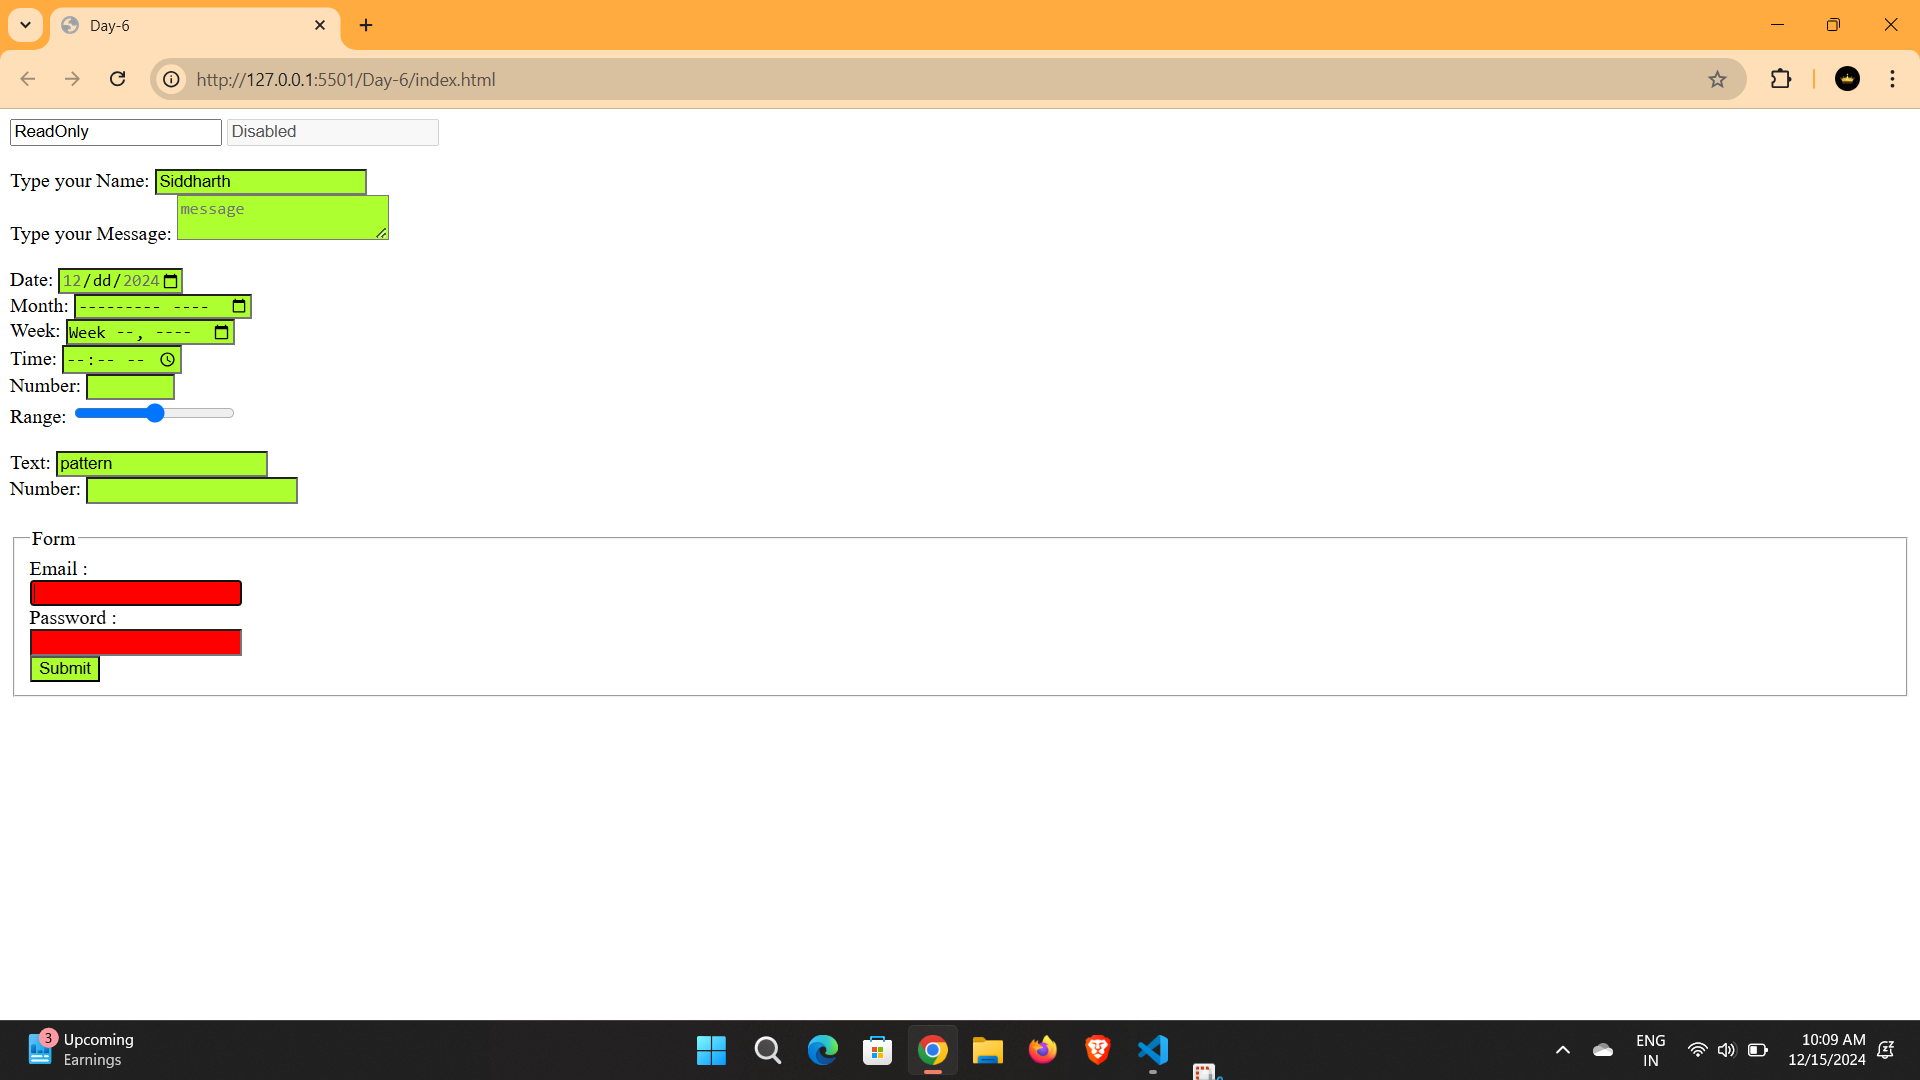 Day-6
http://127.0.0.1:5501/Day-6/index.html
ReadOnly Disabled
Type your Name: Siddharth
message
Type your Message:
Date: 12/dd/2024
Month: --------- ----
Week: Week --, ----
Time: --:-- --
Number:
Range:
Text: pattern
Number:
Form
Email :
Password :
Submit
3 Upcoming
Earnings
ENG
IN
10:09 AM
12/15/2024